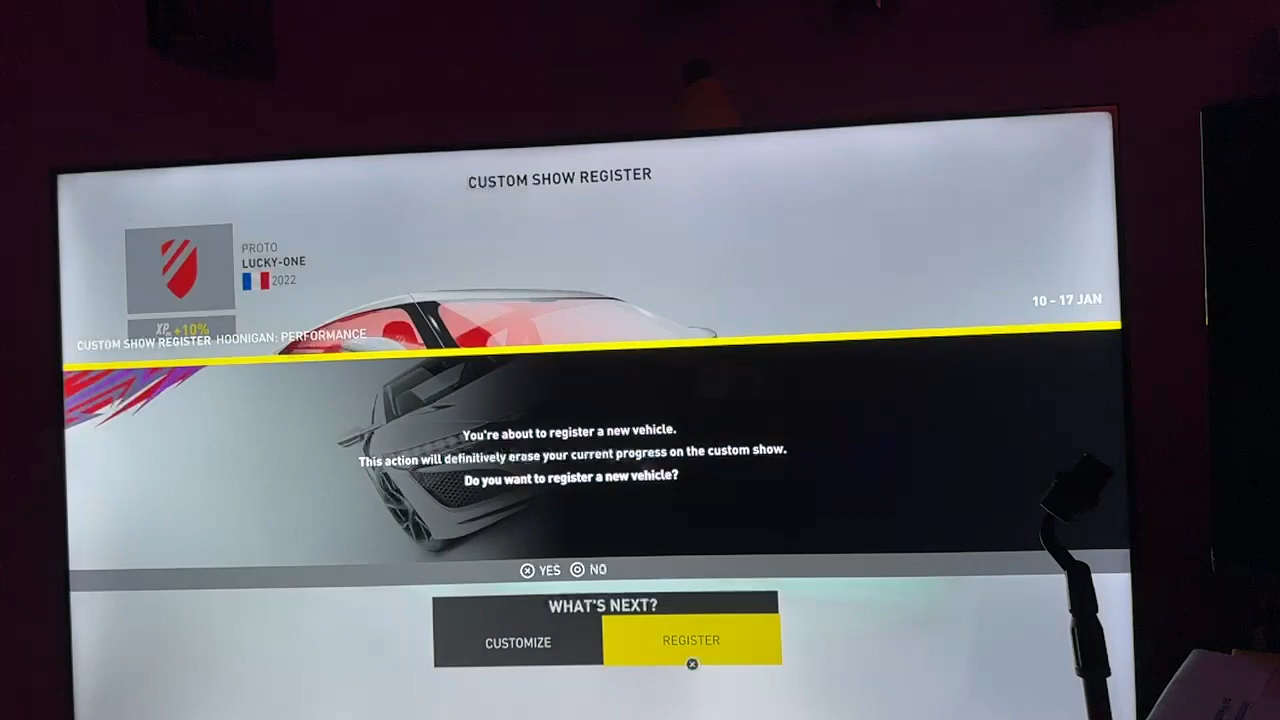 CUSTOM SHOW REGISTER
PROTO
LUCKY-ONE
2022
XP +10%
10 - 17 JAN
CUSTOM SHOW REGISTER HOONIGAN: PERFORMANCE
You're about to register a new vehicle.
This action will definitively erase your current progress on the custom show.
Do you want to register a new vehicle?
YES NO
WHAT'S NEXT?
CUSTOMIZE REGISTER